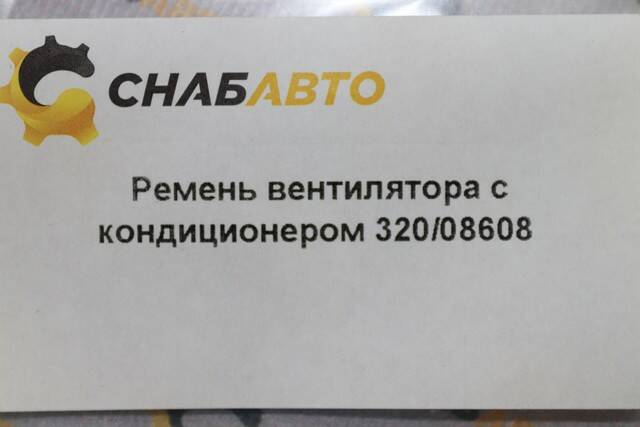 СНАБАВТО
Ремень вентилятора с
кондиционером 320/08608